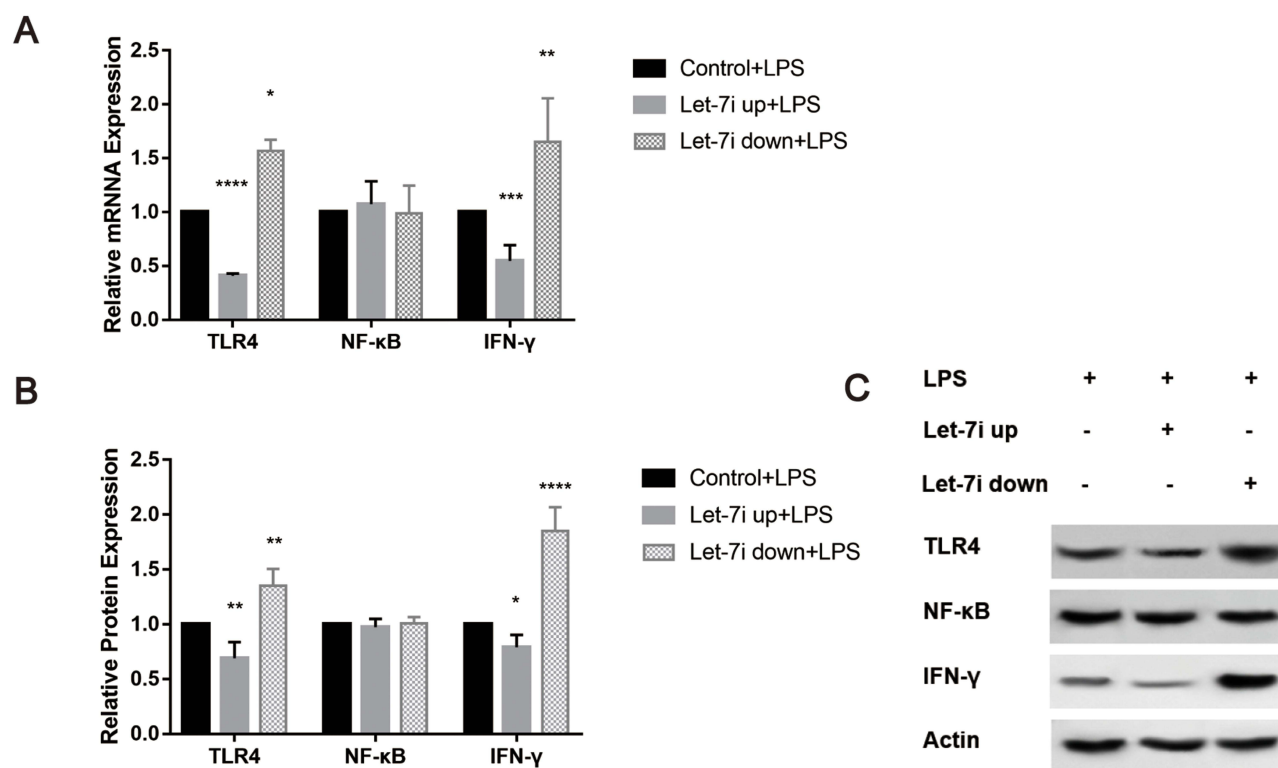 A
Relative mRNNA Expression
2.5
2.0
1.5
1.0
0.5
0.0
*
****
***
**
TLR4
NF-κB
IFN-γ
Control+LPS
Let-7i up+LPS
Let-7i down+LPS
B
Relative Protein Expression
2.5
2.0
1.5
1.0
0.5
0.0
**
**
*
****
TLR4
NF-κB
IFN-γ
Control+LPS
Let-7i up+LPS
Let-7i down+LPS
C
LPS + + +
Let-7i up - + -
Let-7i down - - +
TLR4
NF-κB
IFN-γ
Actin